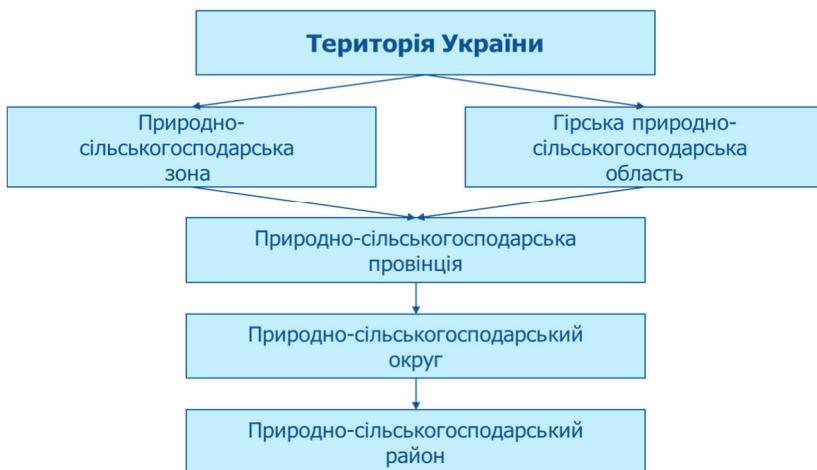 Територія України
Природно-
сільськогосподарська
зона
Гірська природно-
сільськогосподарська
область
Природно-сільськогосподарська
провінція
Природно-сільськогосподарський
округ
Природно-сільськогосподарський
район